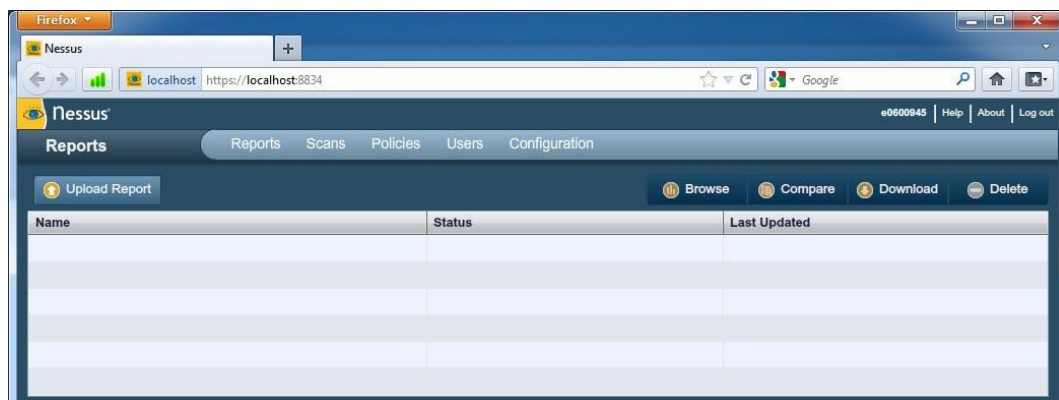 Firefox
Nessus
localhost https://localhost:8834 Google
Nessus
e0600945 Help About Log out
Reports Reports Scans Policies Users Configuration
Upload Report Browse Compare Download Delete
Name Status Last Updated